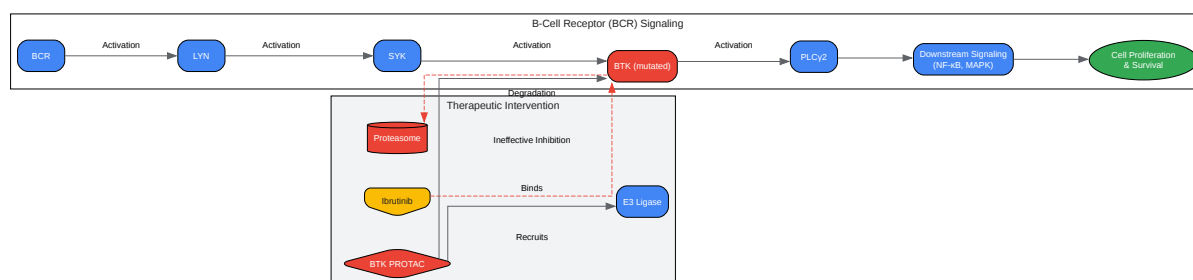 B-Cell Receptor (BCR) Signaling
BCR
Activation
LYN
Activation
SYK
Activation
BTK (mutated)
Activation
PLCγ2
Downstream Signaling
(NF-κB, MAPK)
Cell Proliferation
& Survival
Degradation
Therapeutic Intervention
Proteasome
Ineffective Inhibition
Ibrutinib
Binds
E3 Ligase
Recruits
BTK PROTAC